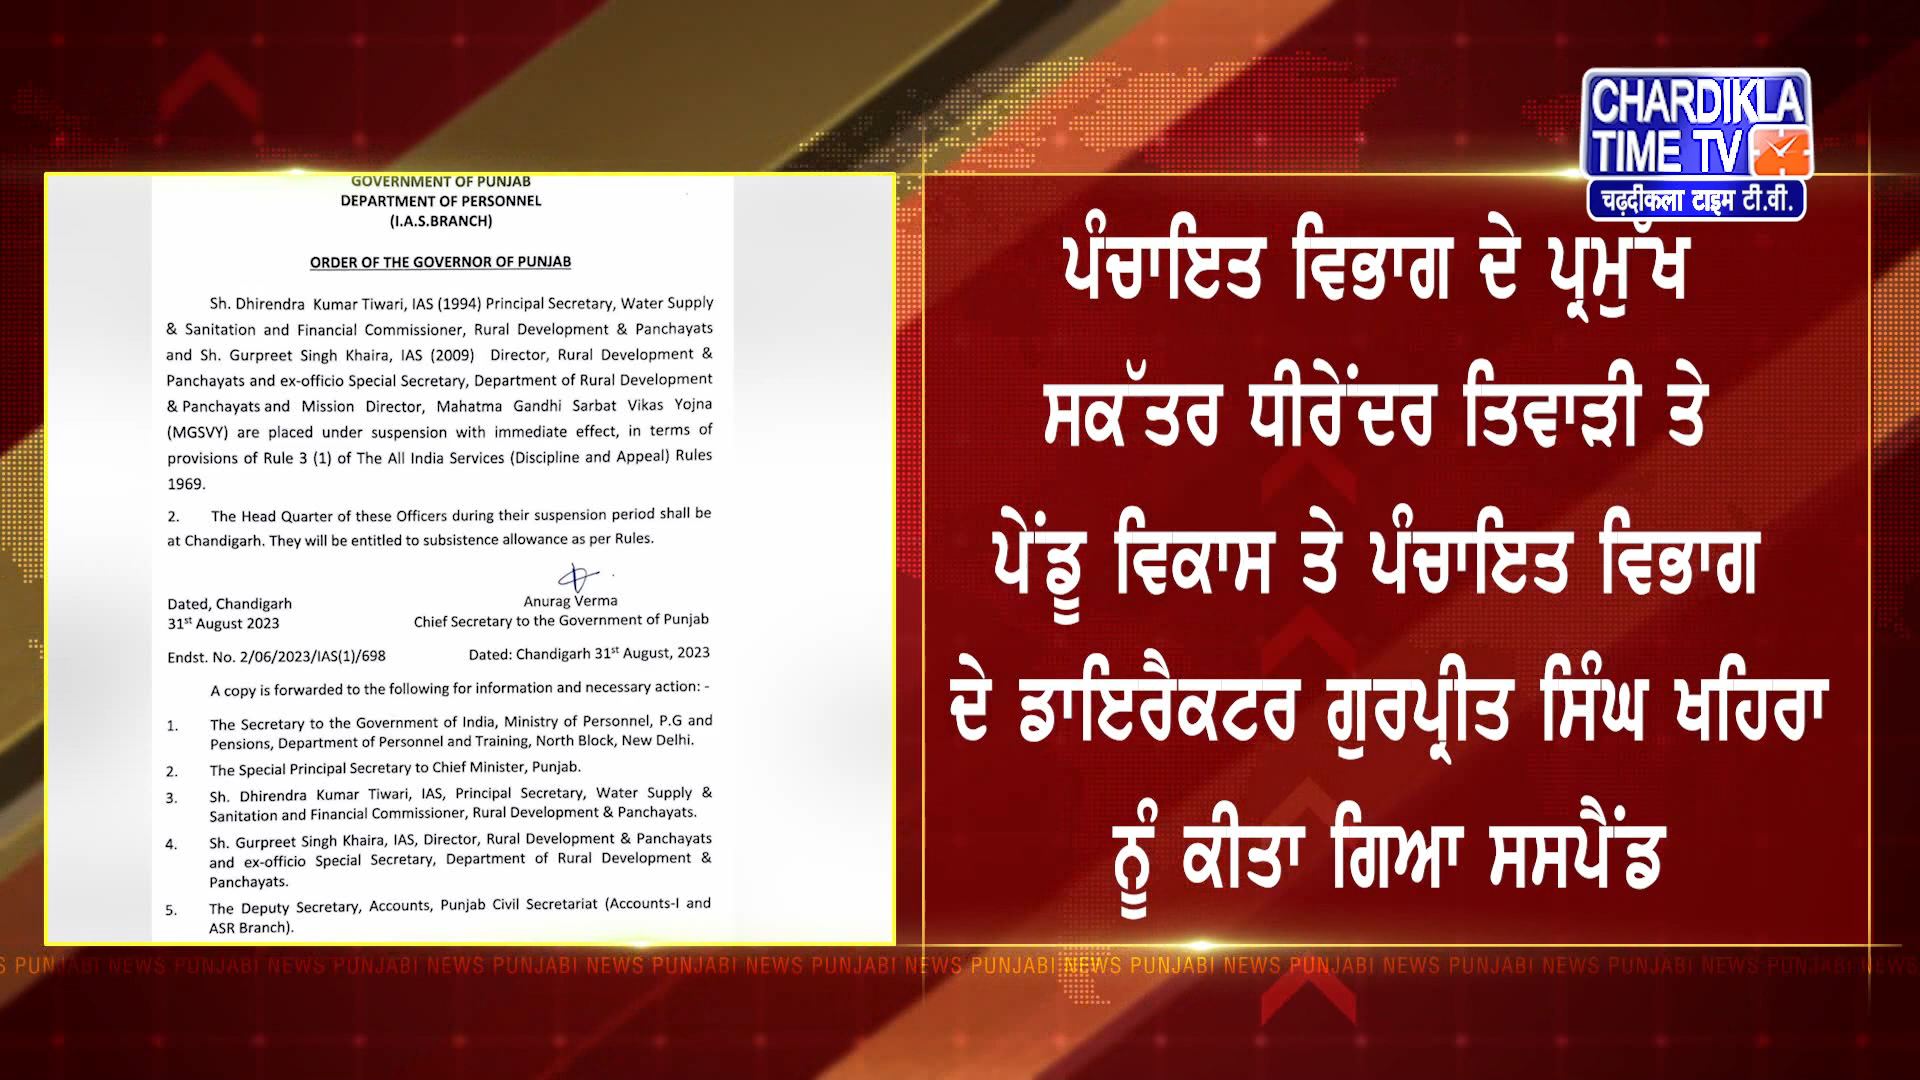 CHARDIKLA
TIME TV
चढ़दीकला टाइम टी.वी.
GOVERNMENT OF PUNJAB
DEPARTMENT OF PERSONNEL
(I.A.S.BRANCH)
ORDER OF THE GOVERNOR OF PUNJAB
Sh. Dhirendra Kumar Tiwari, IAS (1994) Principal Secretary, Water Supply
& Sanitation and Financial Commissioner, Rural Development & Panchayats
and Sh. Gurpreet Singh Khaira, IAS (2009) Director, Rural Development &
Panchayats and ex-officio Special Secretary, Department of Rural Development
& Panchayats and Mission Director, Mahatma Gandhi Sarbat Vikas Yojna
(MGSVY) are placed under suspension with immediate effect, in terms of
provisions of Rule 3 (1) of The All India Services (Discipline and Appeal) Rules
1969.
2. The Head Quarter of these Officers during their suspension period shall be
at Chandigarh. They will be entitled to subsistence allowance as per Rules.
Anurag Verma
Dated, Chandigarh
31st August 2023
Chief Secretary to the Government of Punjab
Endst. No. 2/06/2023/IAS(1)/698 Dated: Chandigarh 31st August, 2023
A copy is forwarded to the following for information and necessary action: -
1. The Secretary to the Government of India, Ministry of Personnel, P.G and
Pensions, Department of Personnel and Training, North Block, New Delhi.
2. The Special Principal Secretary to Chief Minister, Punjab.
3. Sh. Dhirendra Kumar Tiwari, IAS, Principal Secretary, Water Supply &
Sanitation and Financial Commissioner, Rural Development & Panchayats.
4. Sh. Gurpreet Singh Khaira, IAS, Director, Rural Development & Panchayats
and ex-officio Special Secretary, Department of Rural Development &
Panchayats.
5. The Deputy Secretary, Accounts, Punjab Civil Secretariat (Accounts-I and
ASR Branch).
ਪੰਚਾਇਤ ਵਿਭਾਗ ਦੇ ਪ੍ਰਮੁੱਖ
ਸਕੱਤਰ ਧੀਰੇਂਦਰ ਤਿਵਾੜੀ ਤੇ
ਪੇਂਡੂ ਵਿਕਾਸ ਤੇ ਪੰਚਾਇਤ ਵਿਭਾਗ
ਦੇ ਡਾਇਰੈਕਟਰ ਗੁਰਪ੍ਰੀਤ ਸਿੰਘ ਖਹਿਰਾ
ਨੂੰ ਕੀਤਾ ਗਿਆ ਸਸਪੈਂਡ
S PUNJABI NEWS PUNJABI NEWS PUNJABI NEWS PUNJABI NEWS PUNJABI NEWS PUNJABI NEWS PUNJABI NEWS PUNJABI NEWS PUNJABI NEWS PUNJABI NEWS PUNJABI NEWS PUNJABI NEWS